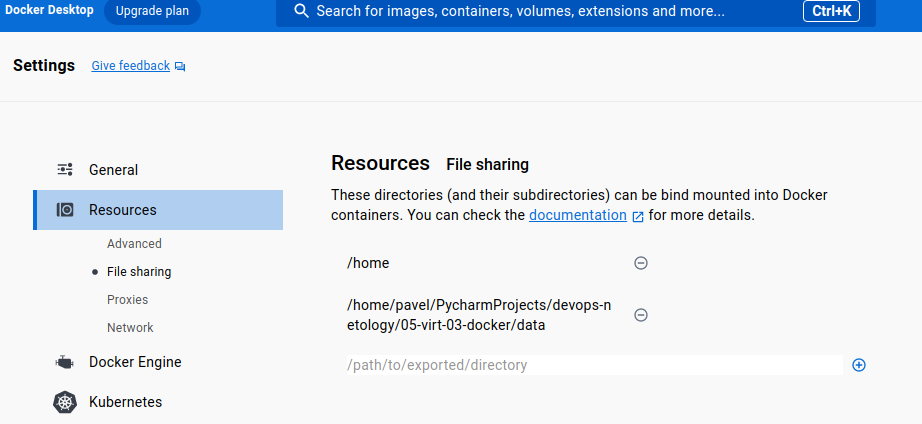 Docker Desktop
Upgrade plan
Search for images, containers, volumes, extensions and more...
Ctrl+K
Settings
Give feedback
General
Resources
Advanced
File sharing
Proxies
Network
Docker Engine
Kubernetes
Resources File sharing
These directories (and their subdirectories) can be bind mounted into Docker
containers. You can check the documentation for more details.
/home
/home/pavel/PycharmProjects/devops-n
etology/05-virt-03-docker/data
/path/to/exported/directory